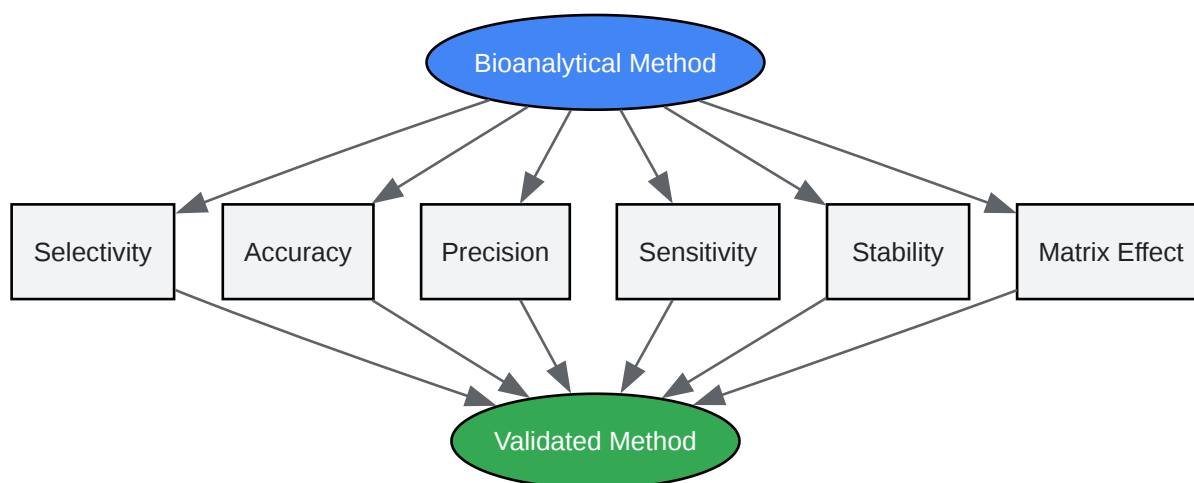 Bioanalytical Method
Selectivity
Accuracy
Precision
Sensitivity
Stability
Matrix Effect
Validated Method